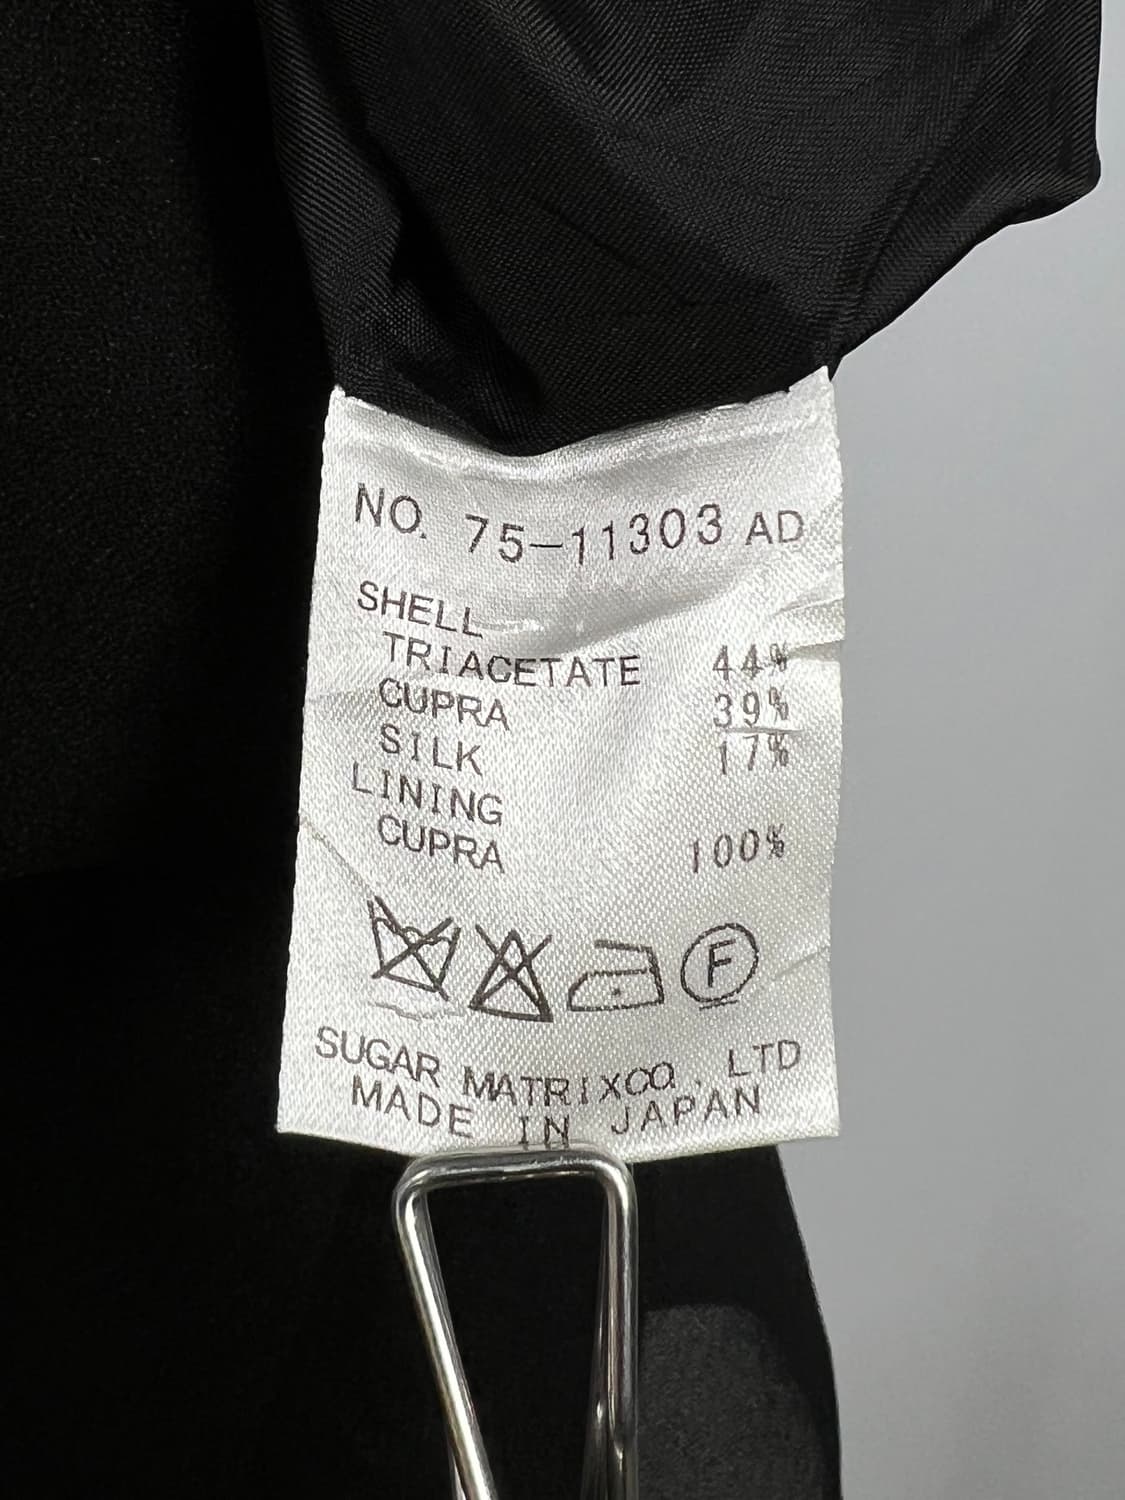 NO. 75-11303 AD
SHELL
TRIACETATE 44%
CUPRA 39%
SILK 17%
LINING
CUPRA 100%
F
SUGAR MATRIXCO., LTD
MADE IN JAPAN